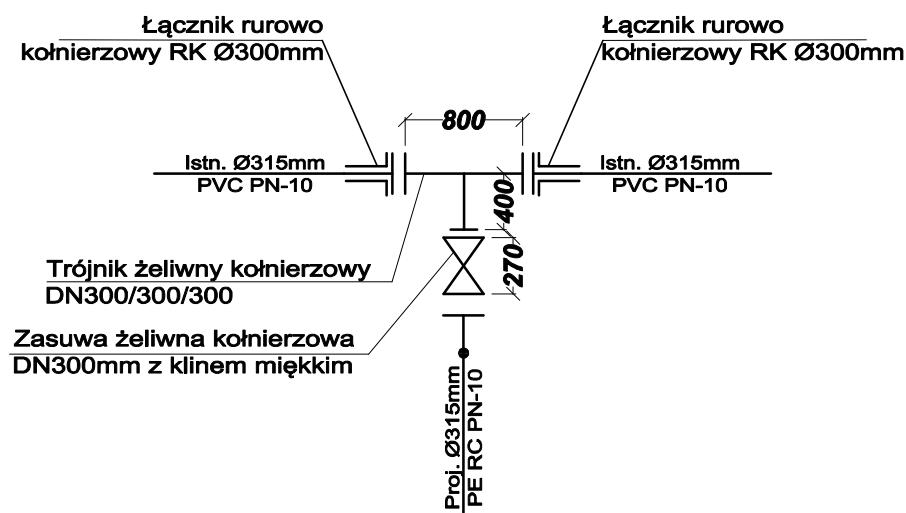 Łącznik rurowo
kołnierzowy RK Ø300mm
Łącznik rurowo
kołnierzowy RK Ø300mm
800
Istn. Ø315mm
PVC PN-10
Istn. Ø315mm
PVC PN-10
400
270
Trójnik żeliwny kołnierzowy
DN300/300/300
Zasuwa żeliwna kołnierzowa
DN300mm z klinem miękkim
Proj. Ø315mm
PE RC PN-10